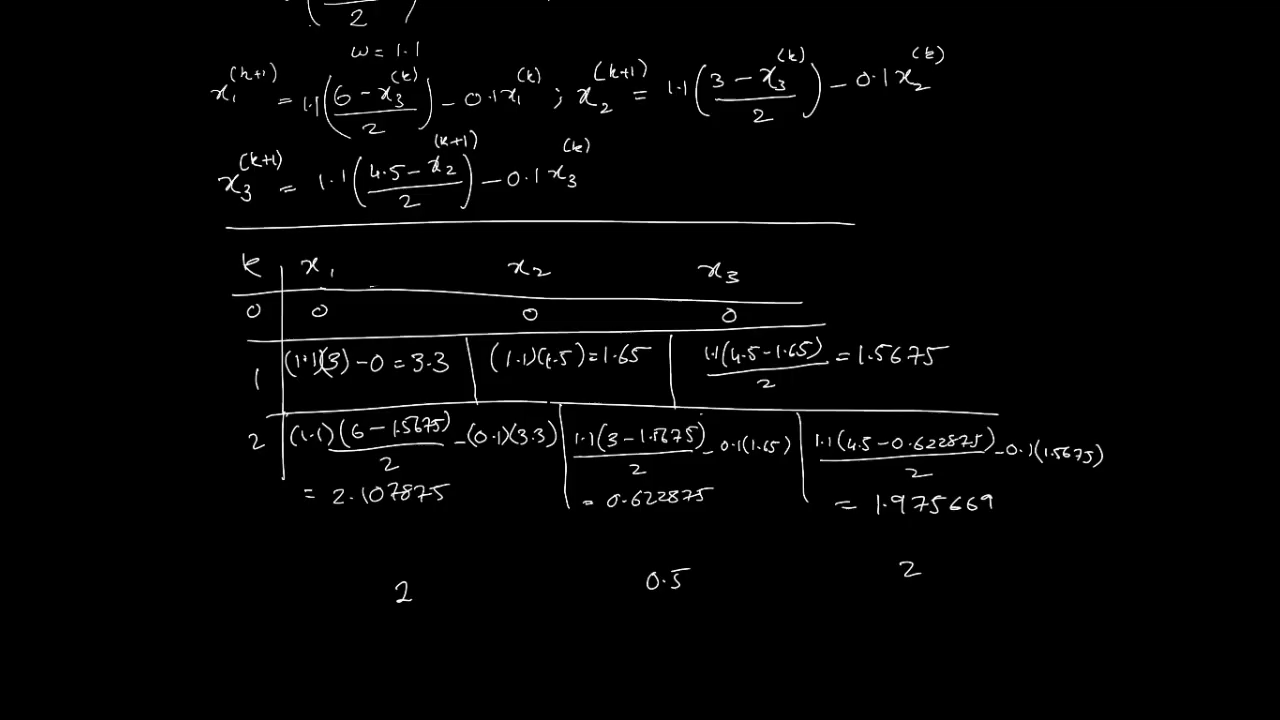 2
ω = 1.1
x₁^(k+1) = 1.1((6 − x₃^(k))/2) − 0.1x₁^(k) ; x₂^(k+1) = 1.1((3 − x₃^(k))/2) − 0.1x₂^(k)
x₃^(k+1) = 1.1((4.5 − x₂^(k+1))/2) − 0.1x₃^(k)
k x₁ x₂ x₃
0 0 0 0
1 (1.1)(3) − 0 = 3.3 (1.1)(1.5) = 1.65 1.1(4.5 − 1.65)/2 = 1.5675
2 (1.1)(6 − 1.5675)/2 − (0.1)(3.3) 1.1(3 − 1.5675)/2 − 0.1(1.65) 1.1(4.5 − 0.622875)/2 − 0.1(1.5675)
= 2.107875 = 0.622875 = 1.975669
2 0.5 2